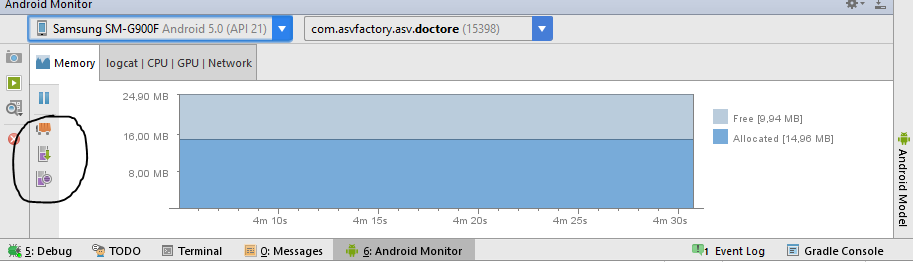 Android Monitor
Samsung SM-G900F Android 5.0 (API 21)
com.asvfactory.asv.doctore (15398)
Memory
logcat | CPU | GPU | Network
24,90 MB
16,00 MB
8,00 MB
Free [9,94 MB]
Allocated [14,96 MB]
4m 10s
4m 15s
4m 20s
4m 25s
4m 30s
Android Model
5: Debug
TODO
Terminal
0: Messages
6: Android Monitor
1 Event Log
Gradle Console